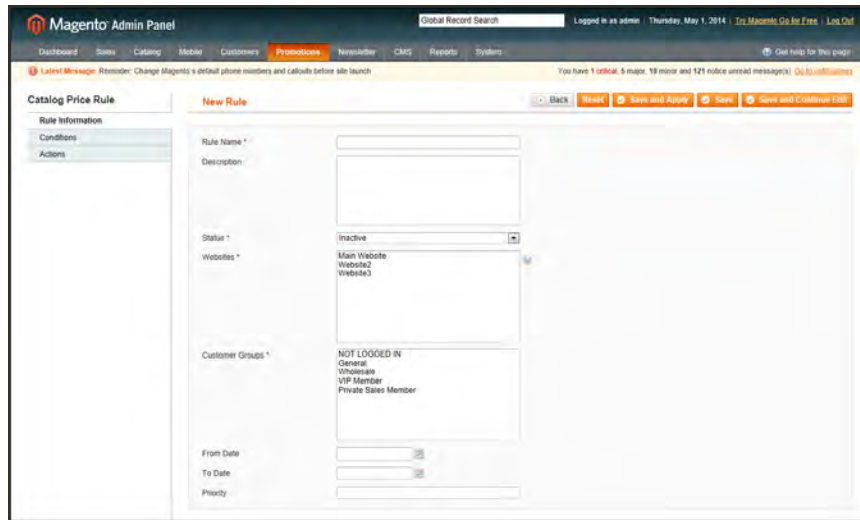 Magento Admin Panel
Global Record Search
Logged in as admin | Thursday, May 1, 2014 | Try Magento Go for Free | Log Out
Dashboard Sales Catalog Mobile Customers Promotions Newsletter CMS Reports System
Get help for this page
Latest Message: Reminder: Change Magento's default phone numbers and callouts before site launch
You have 1 critical, 5 major, 19 minor and 121 notice unread message(s). Go to notifications
Catalog Price Rule
New Rule
Back Reset Save and Apply Save Save and Continue Edit
Rule Information
Conditions
Actions
Rule Name *
Description
Status *
Inactive
Websites *
Main Website
Website2
Website3
Customer Groups *
NOT LOGGED IN
General
Wholesale
VIP Member
Private Sales Member
From Date
To Date
Priority